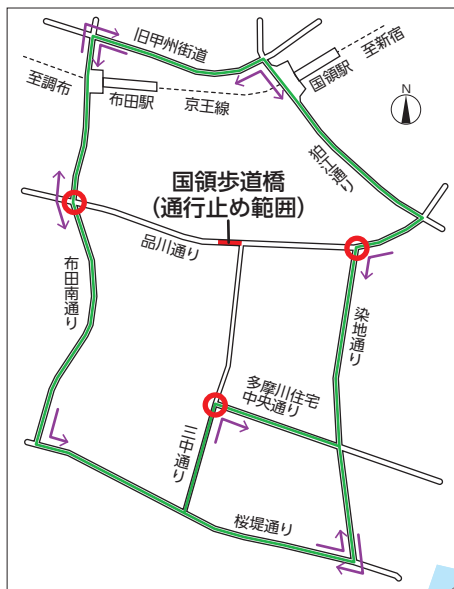 旧甲州街道
至新宿
国領駅
至調布
布田駅
京王線
N
狛江通り
国領歩道橋
(通行止め範囲)
品川通り
布田南通り
染地通り
多摩川住宅
中央通り
三中通り
桜堤通り